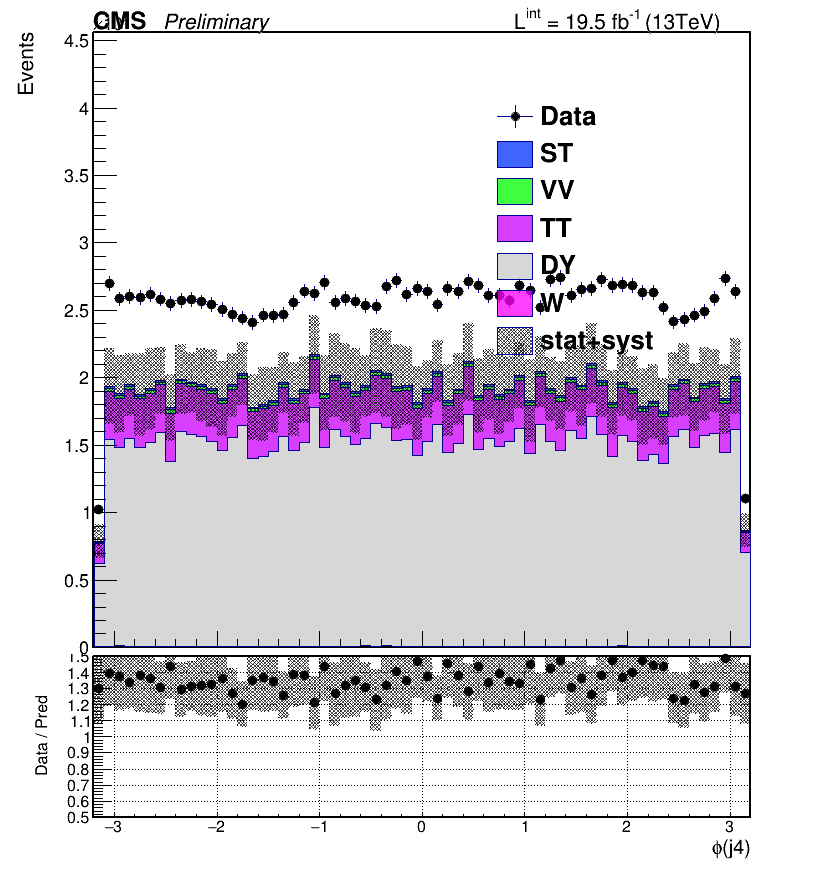 CMS Preliminary L^int = 19.5 fb^-1 (13TeV)
Events
4.5
4
3.5
3
2.5
2
1.5
1
0.5
0
Data
ST
VV
TT
DY
W
stat+syst
Data / Pred
1.5
1.4
1.3
1.2
1.1
1
0.9
0.8
0.7
0.6
0.5
−3 −2 −1 0 1 2 3
ϕ(j4)